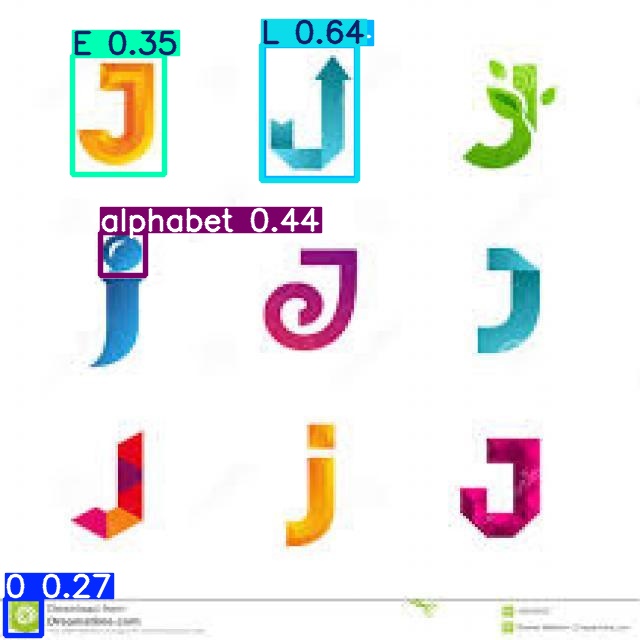 E 0.35
L 0.64
J J J
alphabet 0.44
j J J
J j J
0 0.27
Download from
Dreamstime.com